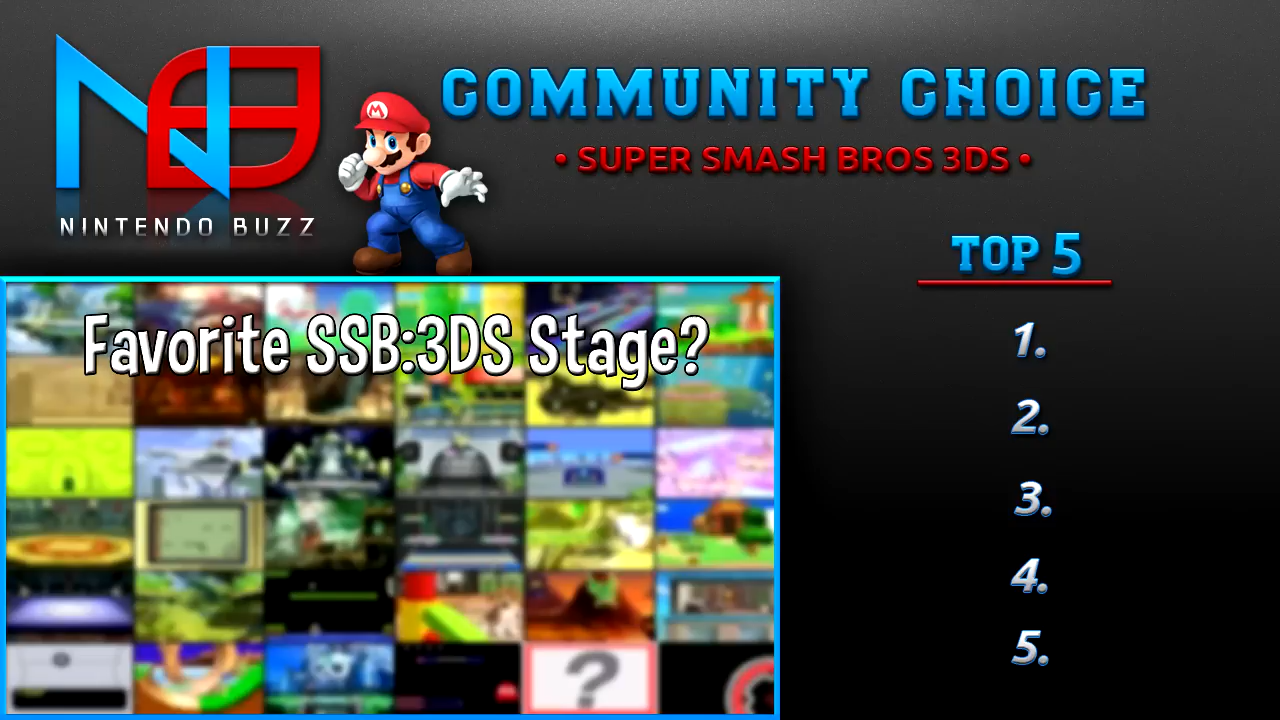 NB
NINTENDO BUZZ
M
COMMUNITY CHOICE
• SUPER SMASH BROS 3DS •
TOP 5
1.
2.
3.
4.
5.
Favorite SSB:3DS Stage?
?